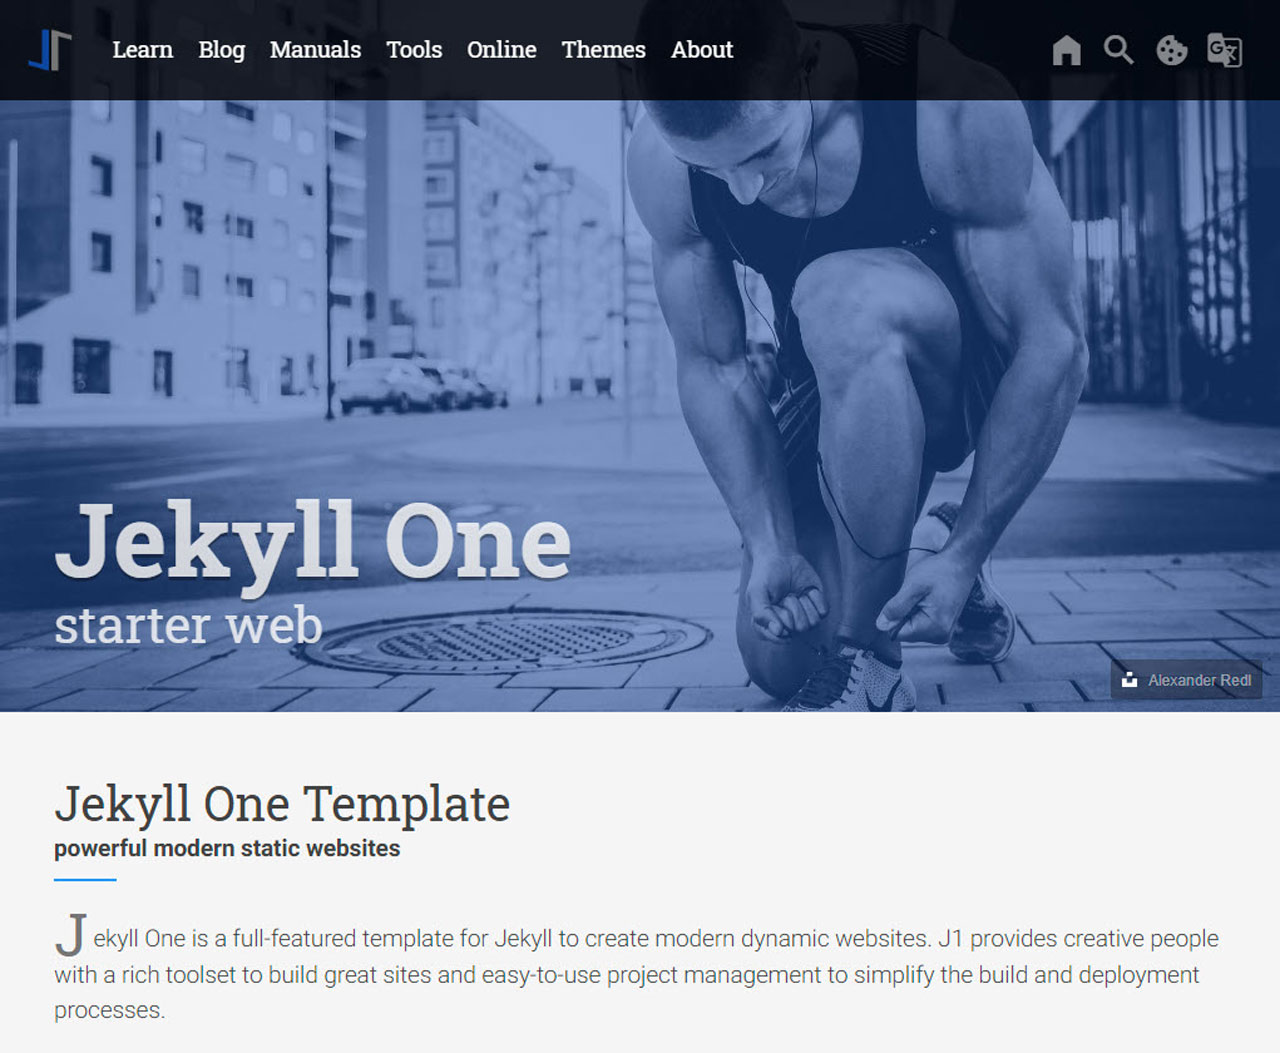 Learn Blog Manuals Tools Online Themes About
Jekyll One
starter web
Alexander Redl
Jekyll One Template
powerful modern static websites
Jekyll One is a full-featured template for Jekyll to create modern dynamic websites. J1 provides creative people
with a rich toolset to build great sites and easy-to-use project management to simplify the build and deployment
processes.